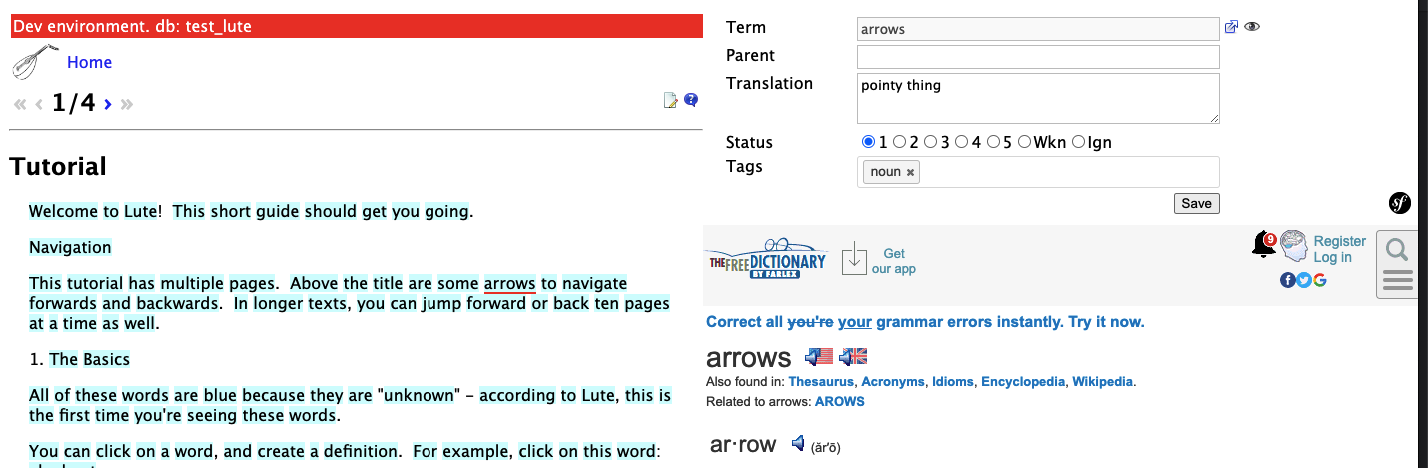 Dev environment. db: test_lute
Home
« ‹ 1/4 › »
Tutorial
Welcome to Lute!  This short guide should get you going.
Navigation
This tutorial has multiple pages.  Above the title are some arrows to navigate
forwards and backwards.  In longer texts, you can jump forward or back ten pages
at a time as well.
1. The Basics
All of these words are blue because they are "unknown" – according to Lute, this is
the first time you're seeing these words.
You can click on a word, and create a definition.  For example, click on this word:
Term arrows
Parent
Translation pointy thing
Status 1 2 3 4 5 Wkn Ign
Tags noun ×
Save
sf
THE FREE DICTIONARY
BY FARLEX
Get
our app
9
Register
Log in
f G
Correct all you're your grammar errors instantly. Try it now.
arrows
Also found in: Thesaurus, Acronyms, Idioms, Encyclopedia, Wikipedia.
Related to arrows: AROWS
ar·row (ăr′ō)